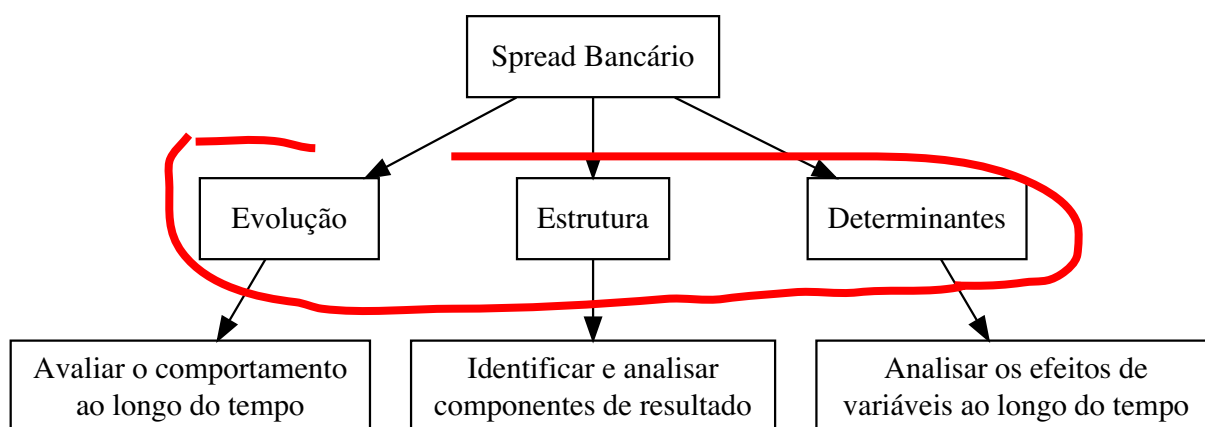 Spread Bancário
Evolução
Estrutura
Determinantes
Avaliar o comportamento
ao longo do tempo
Identificar e analisar
componentes de resultado
Analisar os efeitos de
variáveis ao longo do tempo